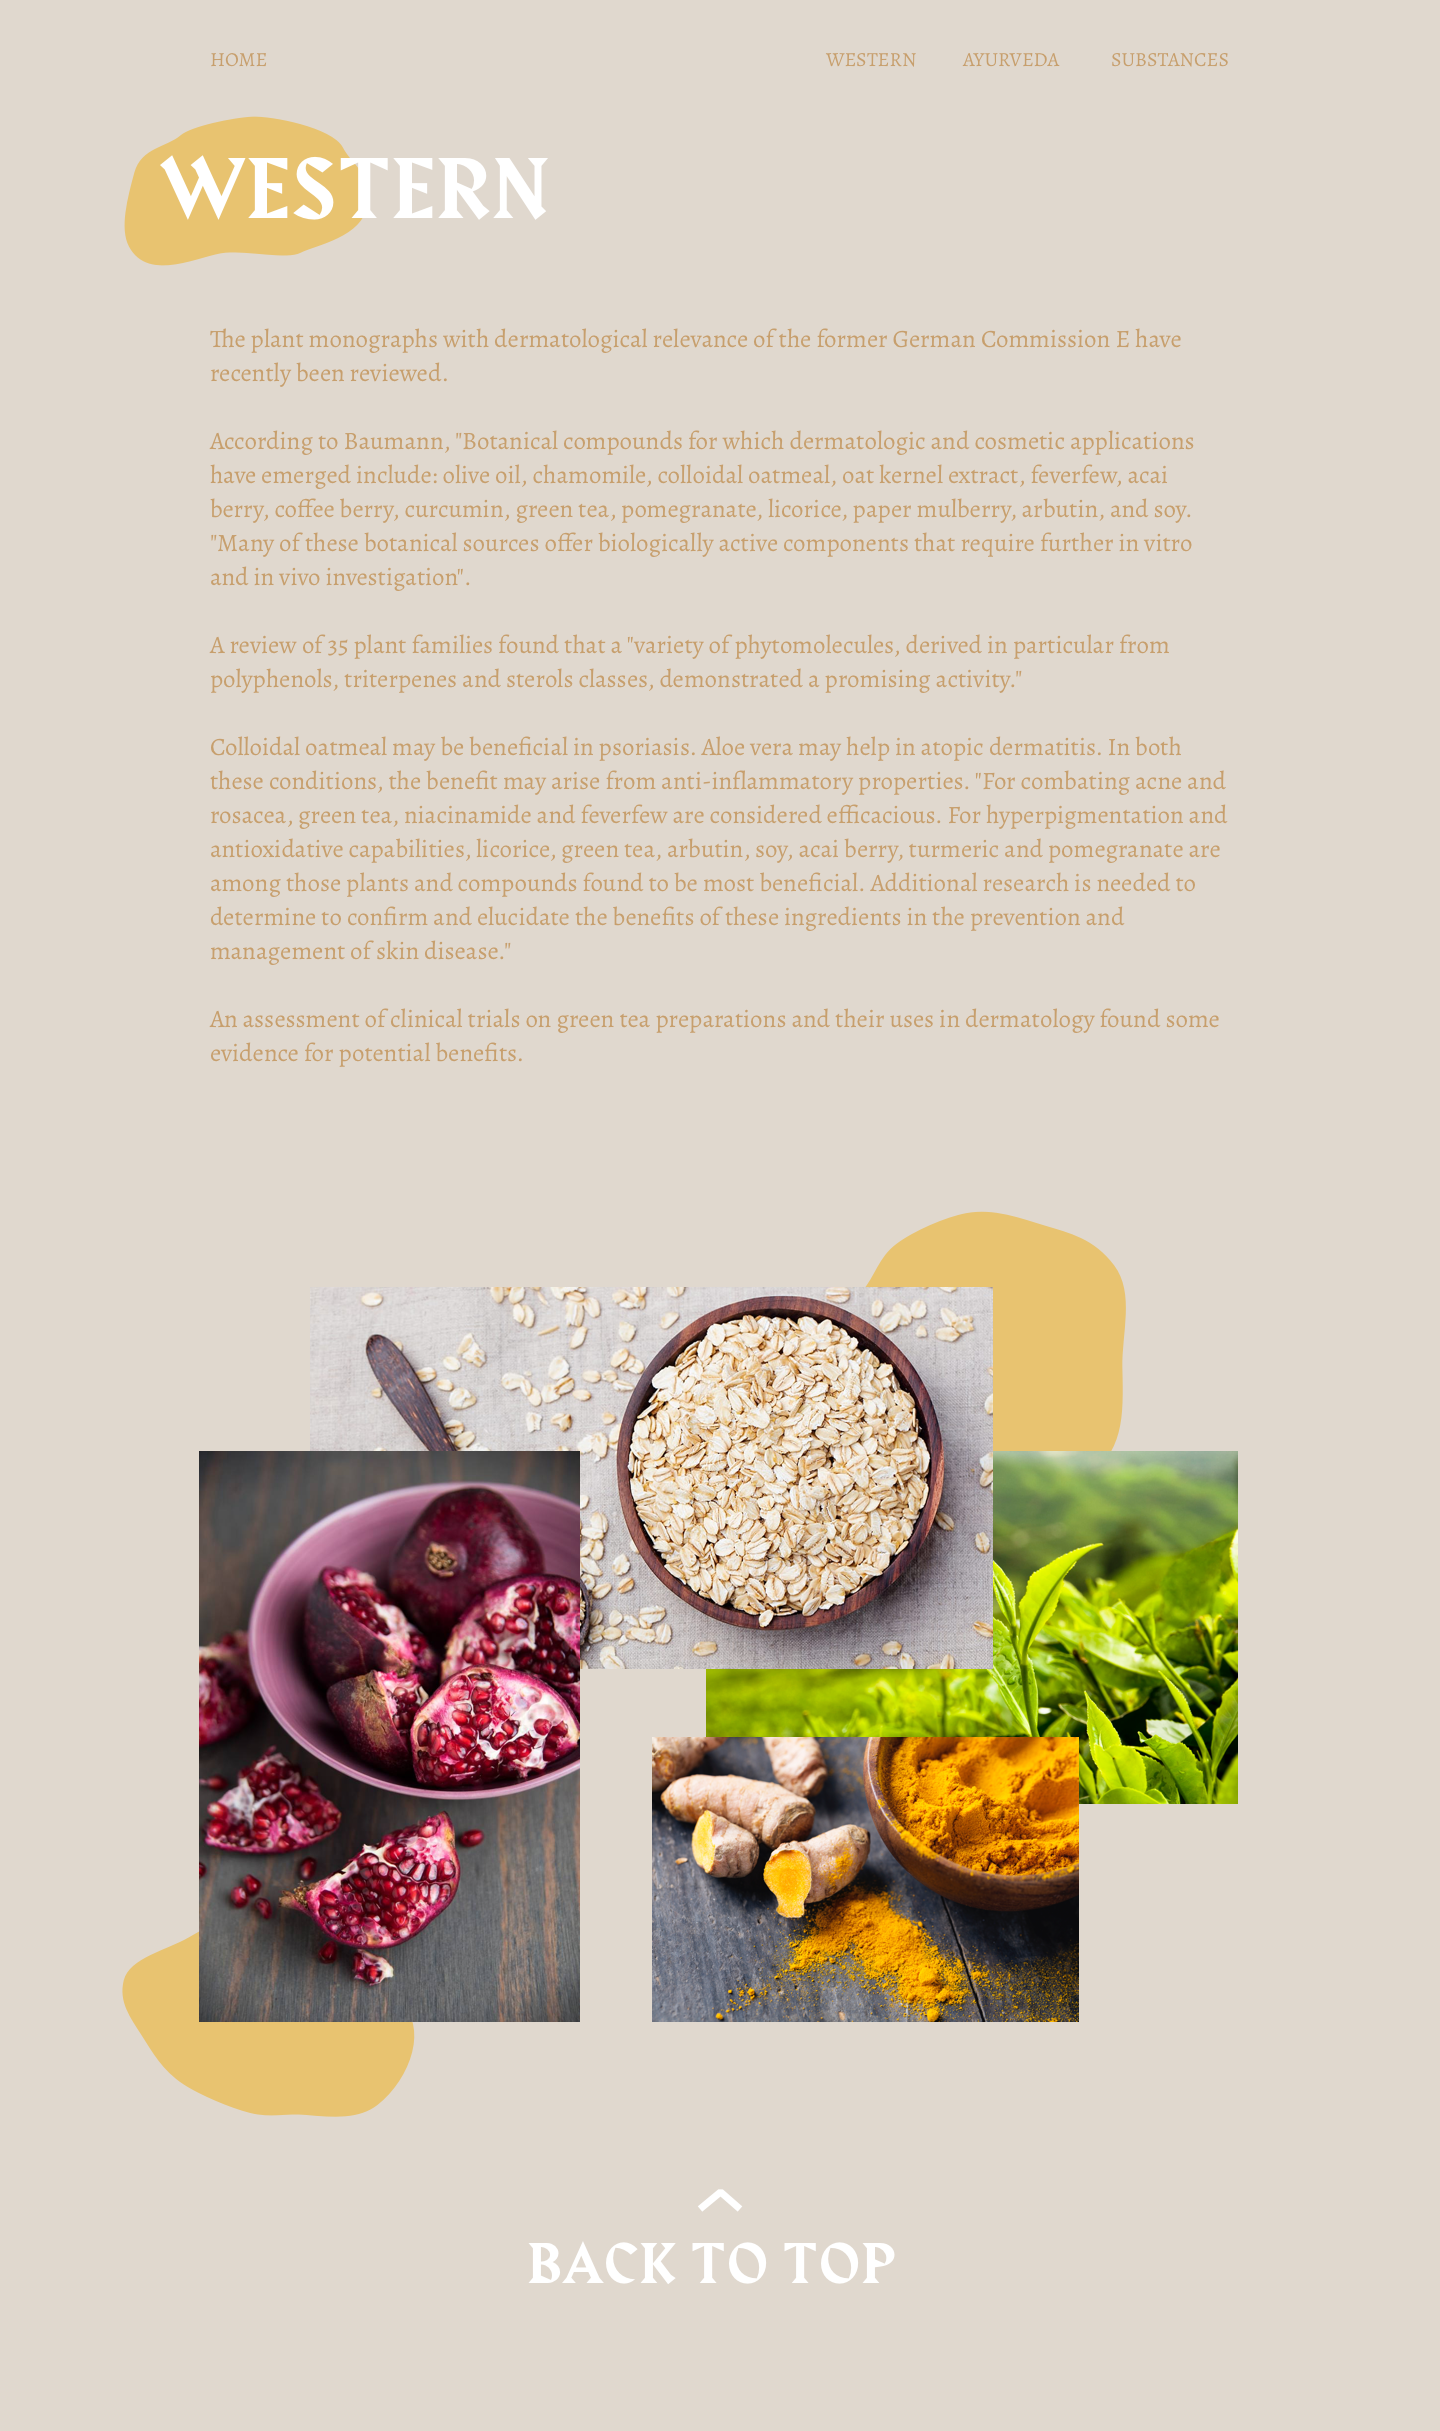 HOME WESTERN AYURVEDA SUBSTANCES
WESTERN
The plant monographs with dermatological relevance of the former German Commission E have
recently been reviewed.
According to Baumann, "Botanical compounds for which dermatologic and cosmetic applications
have emerged include: olive oil, chamomile, colloidal oatmeal, oat kernel extract, feverfew, acai
berry, coffee berry, curcumin, green tea, pomegranate, licorice, paper mulberry, arbutin, and soy.
"Many of these botanical sources offer biologically active components that require further in vitro
and in vivo investigation".
A review of 35 plant families found that a "variety of phytomolecules, derived in particular from
polyphenols, triterpenes and sterols classes, demonstrated a promising activity."
Colloidal oatmeal may be beneficial in psoriasis. Aloe vera may help in atopic dermatitis. In both
these conditions, the benefit may arise from anti-inflammatory properties. "For combating acne and
rosacea, green tea, niacinamide and feverfew are considered efficacious. For hyperpigmentation and
antioxidative capabilities, licorice, green tea, arbutin, soy, acai berry, turmeric and pomegranate are
among those plants and compounds found to be most beneficial. Additional research is needed to
determine to confirm and elucidate the benefits of these ingredients in the prevention and
management of skin disease."
An assessment of clinical trials on green tea preparations and their uses in dermatology found some
evidence for potential benefits.
BACK TO TOP